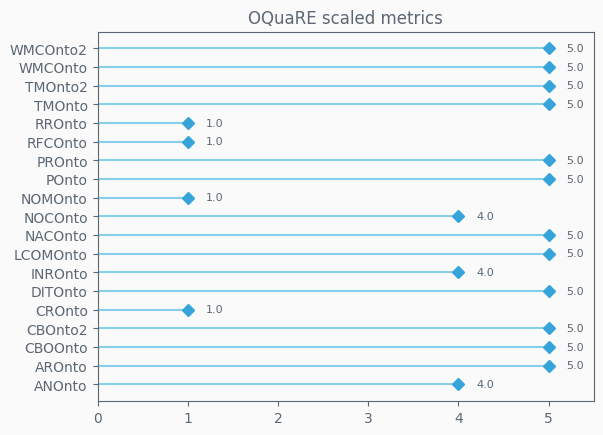 OQuaRE scaled metrics
WMCOnto2 5.0
WMCOnto 5.0
TMOnto2 5.0
TMOnto 5.0
RROnto 1.0
RFCOnto 1.0
PROnto 5.0
POnto 5.0
NOMOnto 1.0
NOCOnto 4.0
NACOnto 5.0
LCOMOnto 5.0
INROnto 4.0
DITOnto 5.0
CROnto 1.0
CBOnto2 5.0
CBOOnto 5.0
AROnto 5.0
ANOnto 4.0
0 1 2 3 4 5